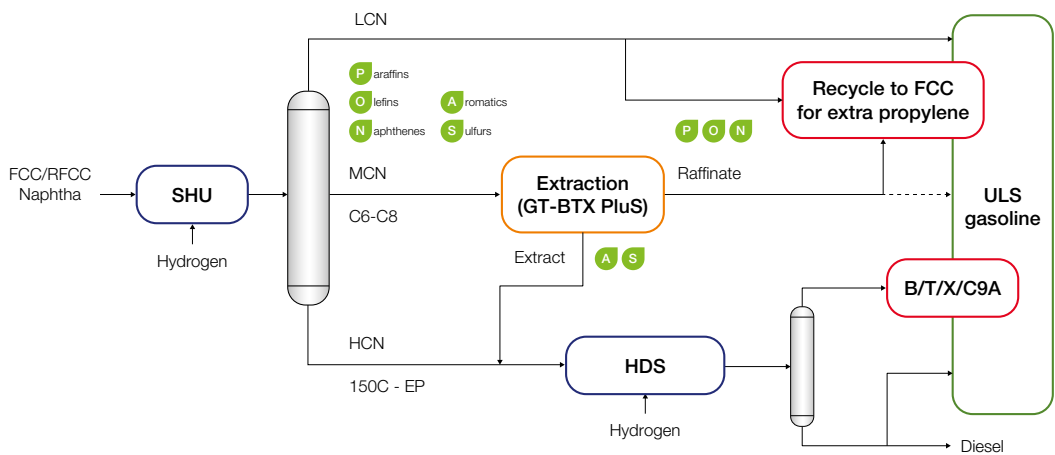 LCN
Paraffins
Olefins
Aromatics
Naphthenes
Sulfurs
Recycle to FCC
for extra propylene
P O N
FCC/RFCC
Naphtha
SHU
Hydrogen
MCN
C6-C8
Extraction
(GT-BTX PluS)
Raffinate
ULS
gasoline
Extract
A S
B/T/X/C9A
HCN
150C - EP
HDS
Hydrogen
Diesel